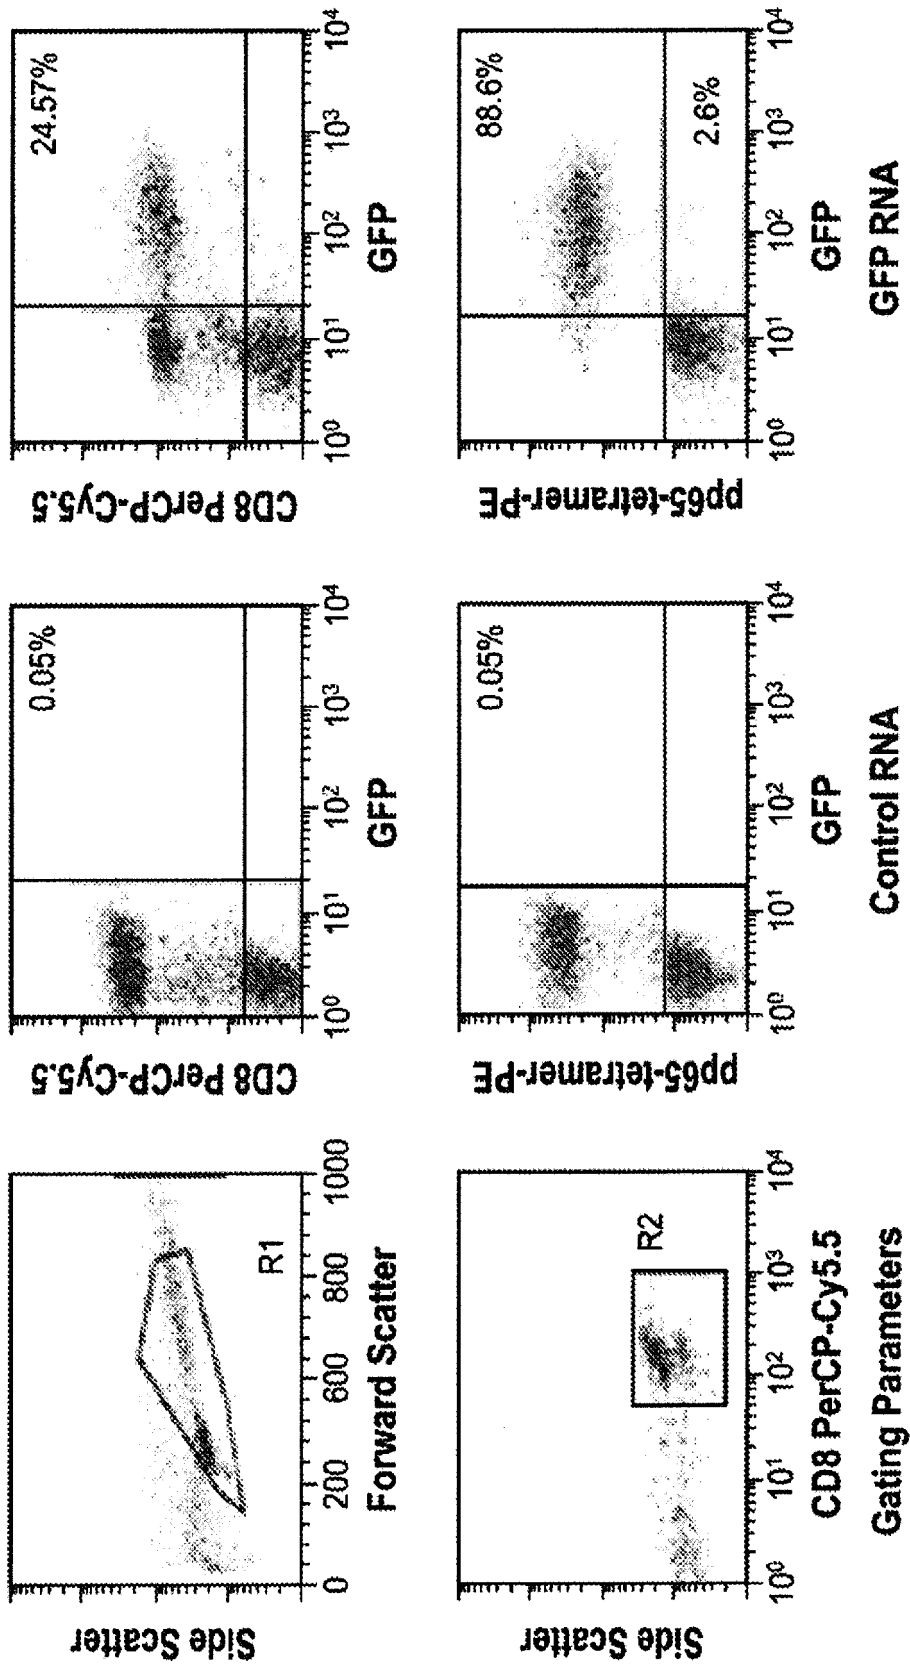 Side Scatter
R1
0 200 600 800 1000
Forward Scatter
CD8 PerCP-Cy5.5
0.05%
10⁰ 10¹ 10² 10³ 10⁴
GFP
CD8 PerCP-Cy5.5
24.57%
10⁰ 10¹ 10² 10³ 10⁴
GFP
Side Scatter
R2
10⁰ 10¹ 10² 10³ 10⁴
CD8 PerCP-Cy5.5
Gating Parameters
pp65-tetramer-PE
0.05%
10⁰ 10¹ 10² 10³ 10⁴
GFP
Control RNA
pp65-tetramer-PE
88.6%
2.6%
10⁰ 10¹ 10² 10³ 10⁴
GFP
GFP RNA